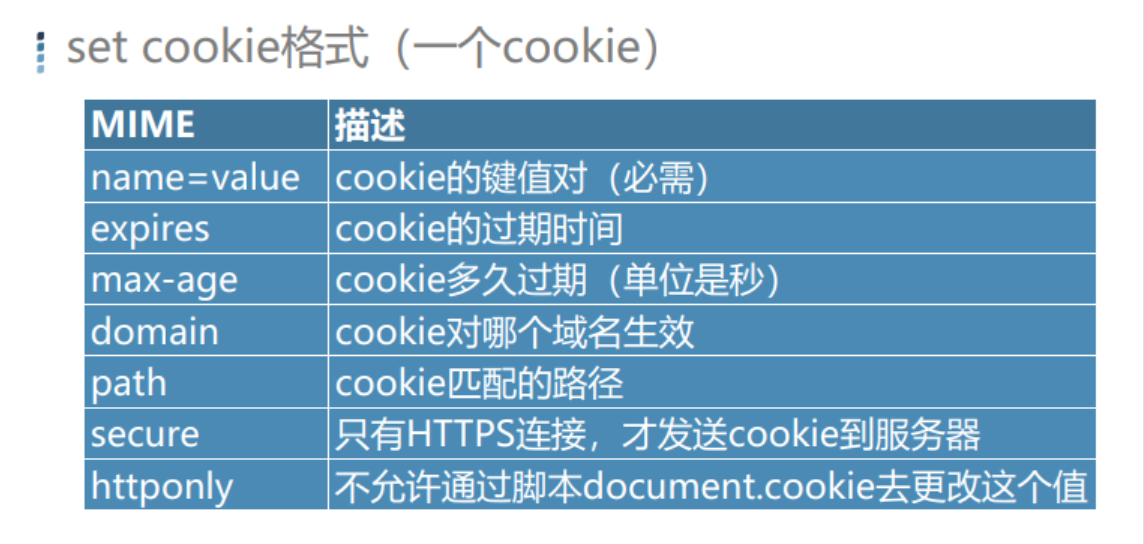 set cookie格式（一个cookie）
MIME 描述
name=value cookie的键值对（必需）
expires cookie的过期时间
max-age cookie多久过期（单位是秒）
domain cookie对哪个域名生效
path cookie匹配的路径
secure 只有HTTPS连接，才发送cookie到服务器
httponly 不允许通过脚本document.cookie去更改这个值